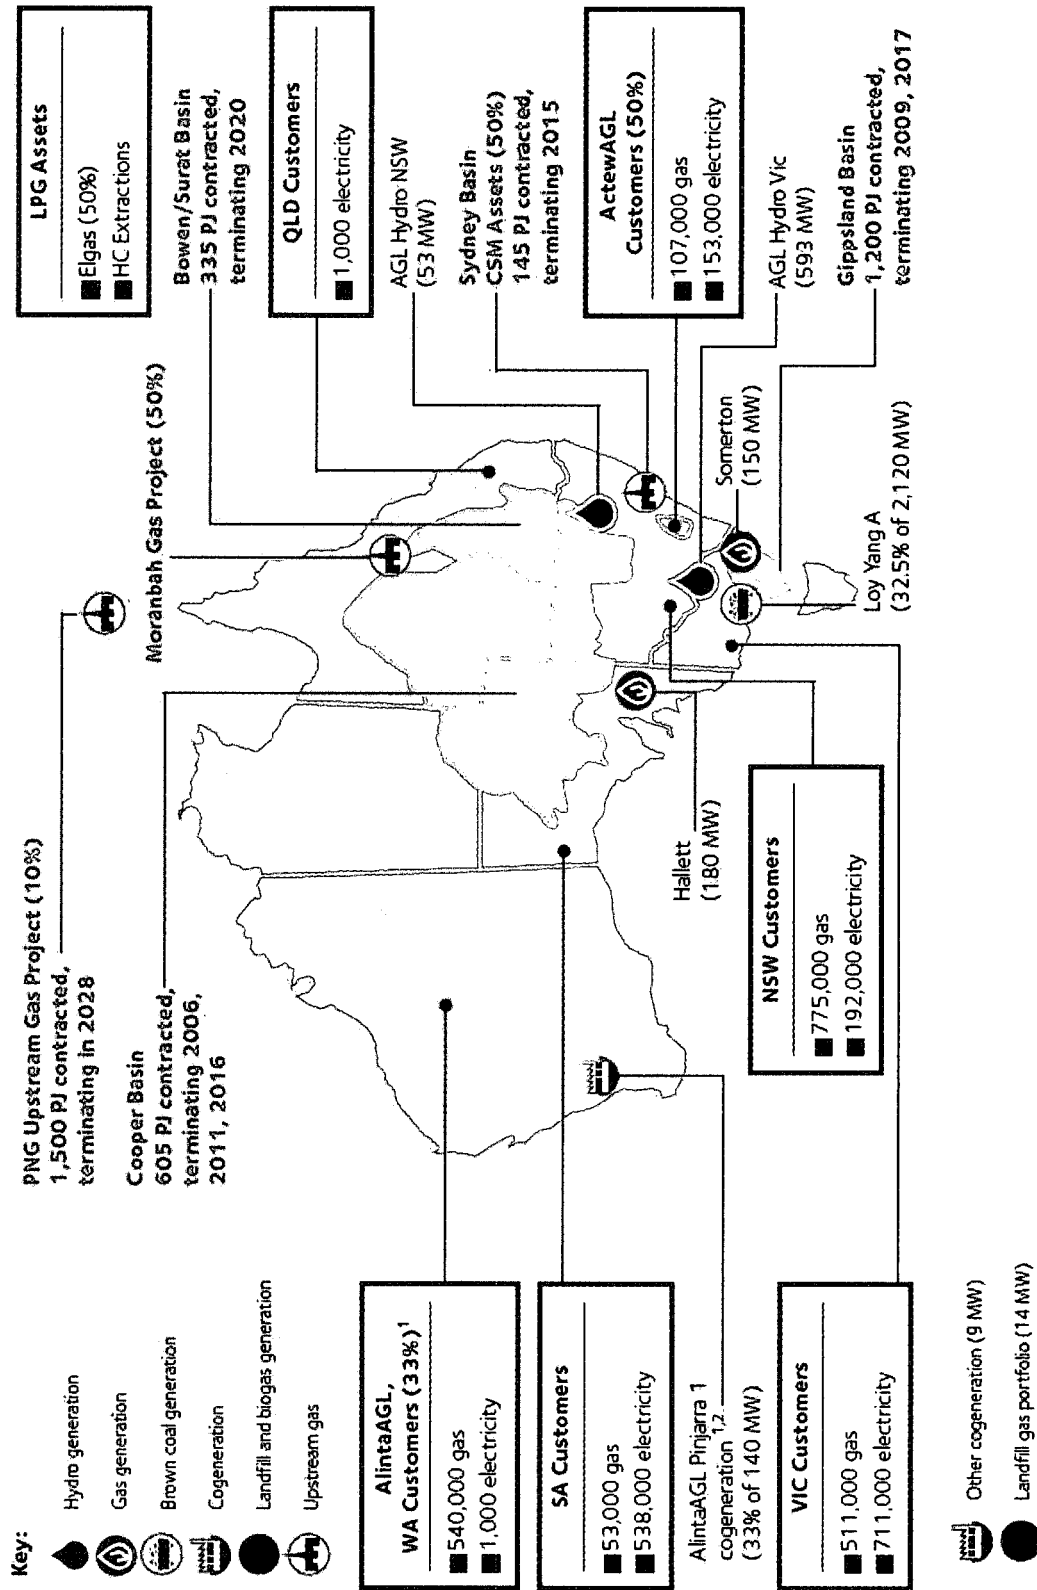 Key:
Hydro generation
Gas generation
Brown coal generation
Cogeneration
Landfill and biogas generation
Upstream gas
PNG Upstream Gas Project (10%)
1,500 PJ contracted,
terminating in 2028
Cooper Basin
605 PJ contracted,
terminating 2006,
2011, 2016
Moranbah Gas Project (50%)
LPG Assets
Elgas (50%)
HC Extractions
Bowen/Surat Basin
335 PJ contracted,
terminating 2020
QLD Customers
1,000 electricity
AGL Hydro NSW
(53 MW)
Sydney Basin
CSM Assets (50%)
145 PJ contracted,
terminating 2015
ActewAGL
Customers (50%)
107,000 gas
153,000 electricity
AGL Hydro Vic
(593 MW)
Gippsland Basin
1,200 PJ contracted,
terminating 2009, 2017
Somerton
(150 MW)
Loy Yang A
(32.5% of 2,120 MW)
Hallett
(180 MW)
NSW Customers
775,000 gas
192,000 electricity
AlintaAGL,
WA Customers (33%)1
540,000 gas
1,000 electricity
SA Customers
53,000 gas
538,000 electricity
AlintaAGL Pinjarra 1
cogeneration 1,2
(33% of 140 MW)
VIC Customers
511,000 gas
711,000 electricity
Other cogeneration (9 MW)
Landfill gas portfolio (14 MW)